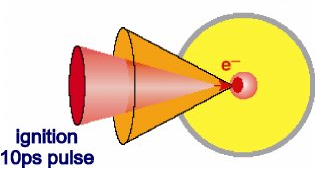 e⁻
ignition
10ps pulse